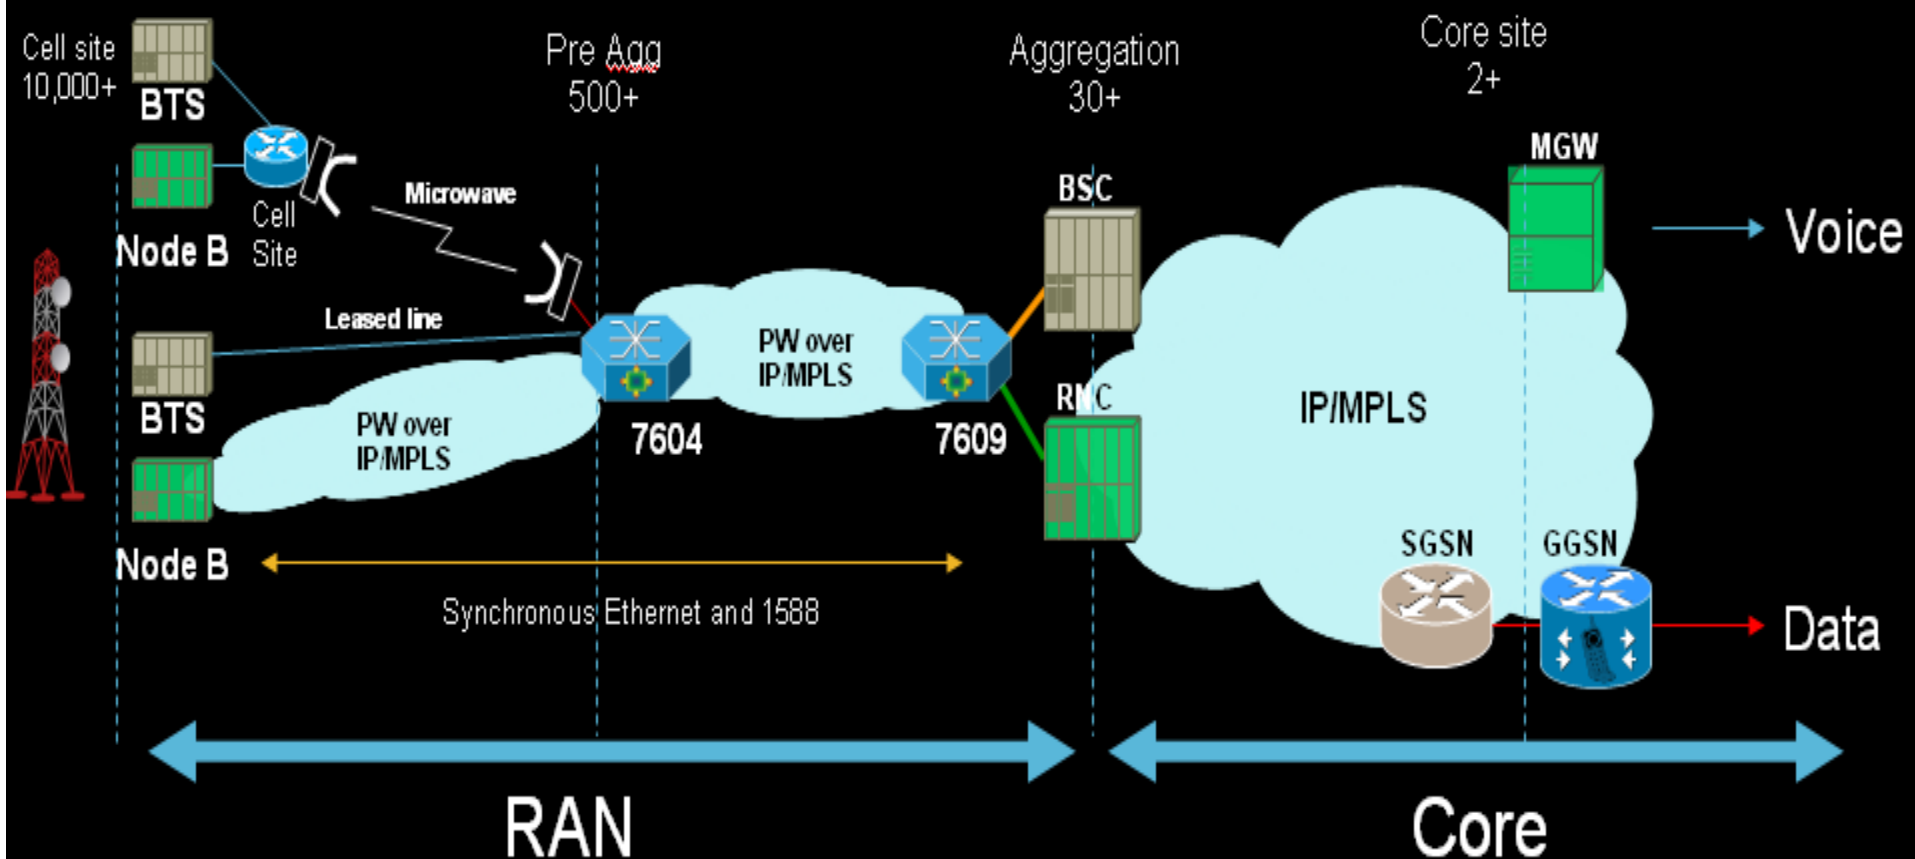 Cell site
10,000+
Pre Agg
500+
Aggregation
30+
Core site
2+
BTS
Node B
Cell
Site
Microwave
BSC
MGW
Voice
Leased line
BTS
PW over
IP/MPLS
PW over
IP/MPLS
7604
7609
RNC
IP/MPLS
Node B
Synchronous Ethernet and 1588
SGSN
GGSN
Data
RAN
Core